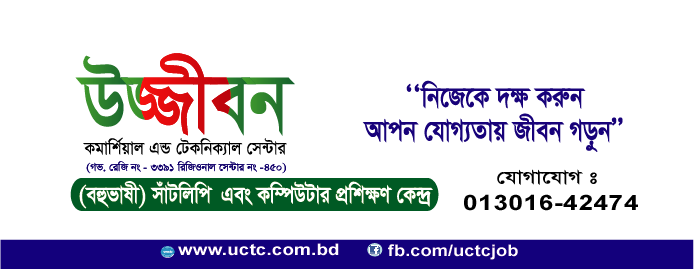 উজ্জীবন
কমার্শিয়াল এন্ড টেকনিক্যাল সেন্টার
(গভ. রেজি নং - ৩৩৯১ রিজিওনাল সেন্টার নং -৪৫০)
(বহুভাষী) সাঁটলিপি এবং কম্পিউটার প্রশিক্ষণ কেন্দ্র
“নিজেকে দক্ষ করুন
আপন যোগ্যতায় জীবন গড়ুন”
যোগাযোগ ঃ
013016-42474
www.uctc.com.bd fb.com/uctcjob